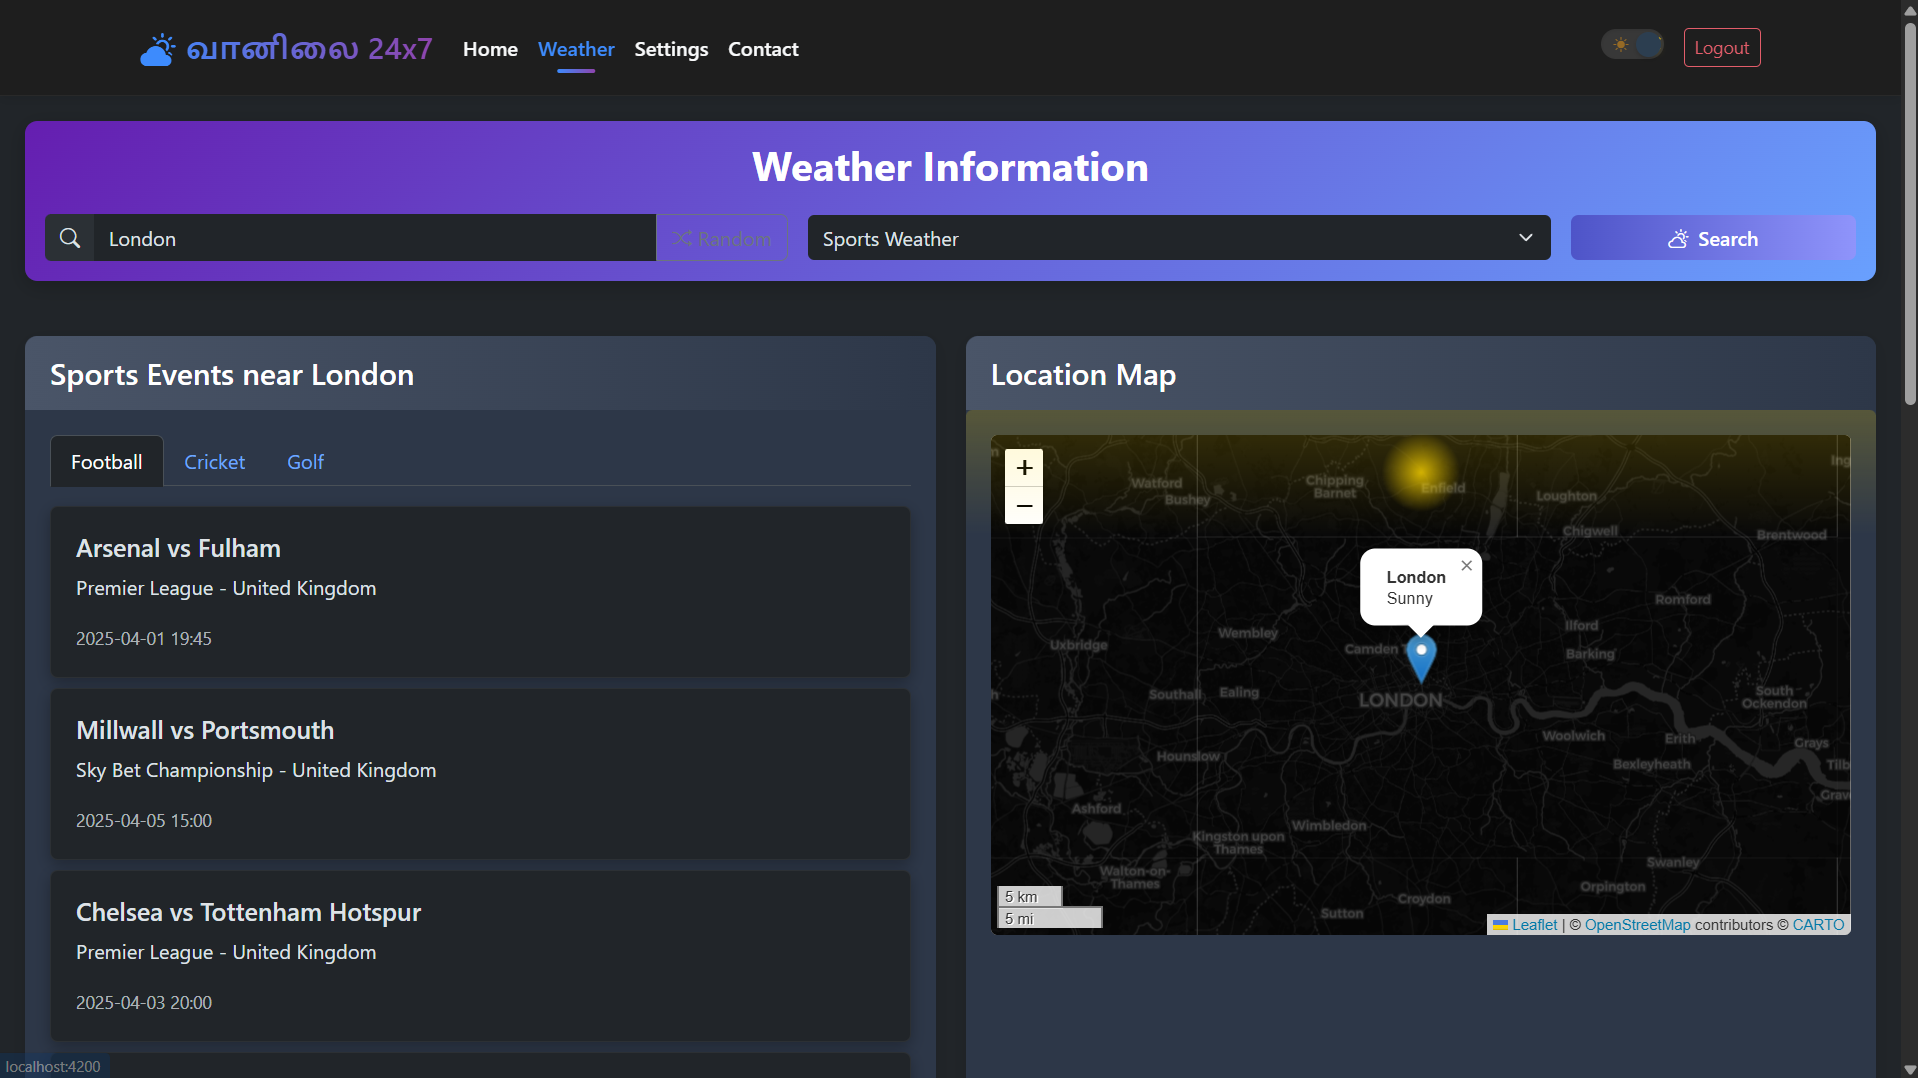 வானிலை 24x7 Home Weather Settings Contact Logout
Weather Information
London Random Sports Weather Search
Sports Events near London
Football Cricket Golf
Arsenal vs Fulham
Premier League - United Kingdom
2025-04-01 19:45
Millwall vs Portsmouth
Sky Bet Championship - United Kingdom
2025-04-05 15:00
Chelsea vs Tottenham Hotspur
Premier League - United Kingdom
2025-04-03 20:00
Location Map
+
−
London ×
Sunny
Watford
Bushey
Chipping
Barnet
Enfield
Loughton
Chigwell
Brentwood
Romford
Ilford
Barking
Wembley
Uxbridge
Camden
Southall
Ealing
LONDON
South
Ockendon
Woolwich
Erith
Grays
Hounslow
Bexleyheath
Ashford
Wimbledon
Kingston upon
Thames
Walton-on-
Thames
Swanley
Orpington
Croydon
Sutton
5 km
5 mi
Leaflet | © OpenStreetMap contributors © CARTO
localhost:4200